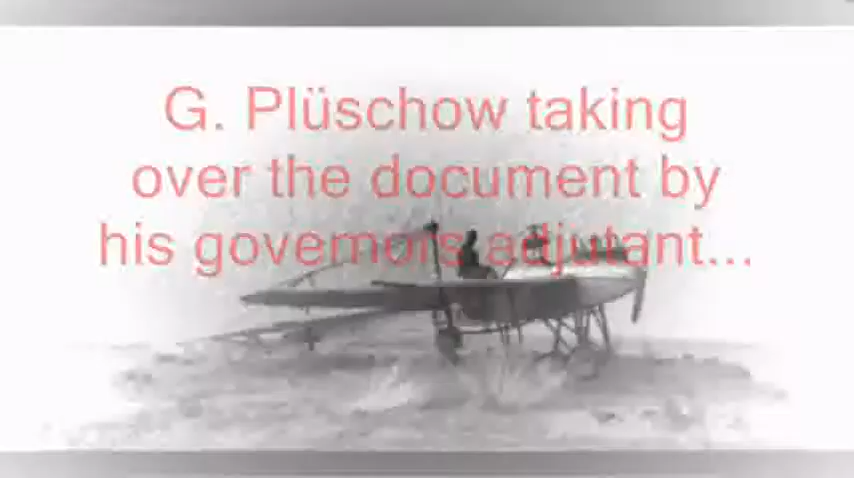 G. Plüschow taking
over the document by
his governors adjutant...